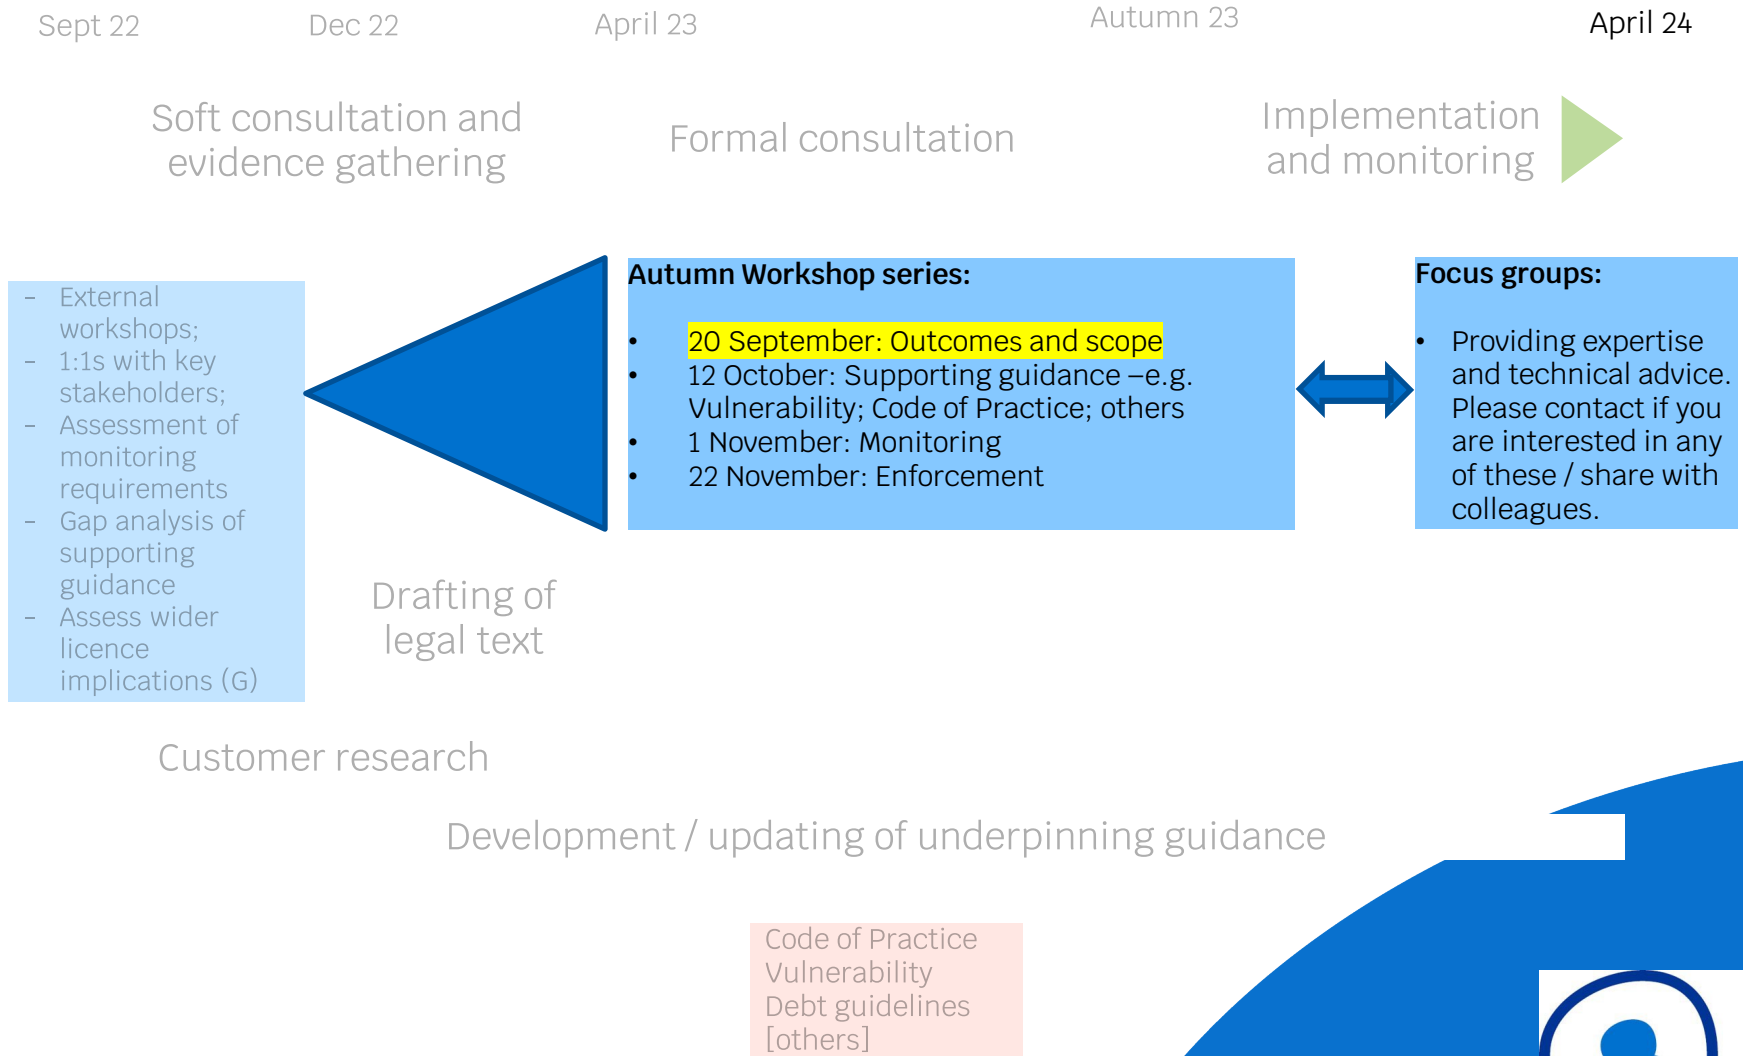 Sept 22
Dec 22
April 23
Autumn 23
April 24
Soft consultation and
evidence gathering
Formal consultation
Implementation
and monitoring
- External
workshops;
- 1:1s with key
stakeholders;
- Assessment of
monitoring
requirements
- Gap analysis of
supporting
guidance
- Assess wider
licence
implications (G)
Autumn Workshop series:
• 20 September: Outcomes and scope
• 12 October: Supporting guidance –e.g.
Vulnerability; Code of Practice; others
• 1 November: Monitoring
• 22 November: Enforcement
Focus groups:
• Providing expertise
and technical advice.
Please contact if you
are interested in any
of these / share with
colleagues.
Drafting of
legal text
Customer research
Development / updating of underpinning guidance
Code of Practice
Vulnerability
Debt guidelines
[others]